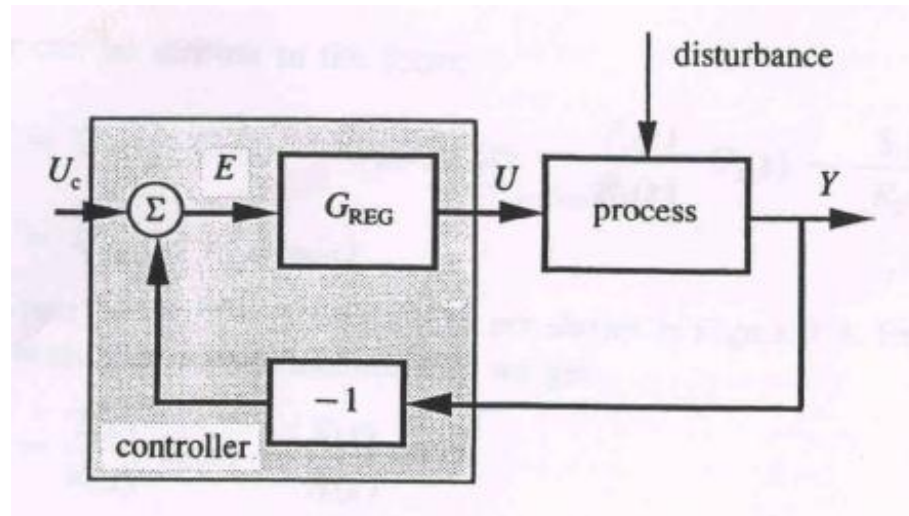 disturbance
U_c
E
G_REG
U
process
Y
-1
controller
Σ